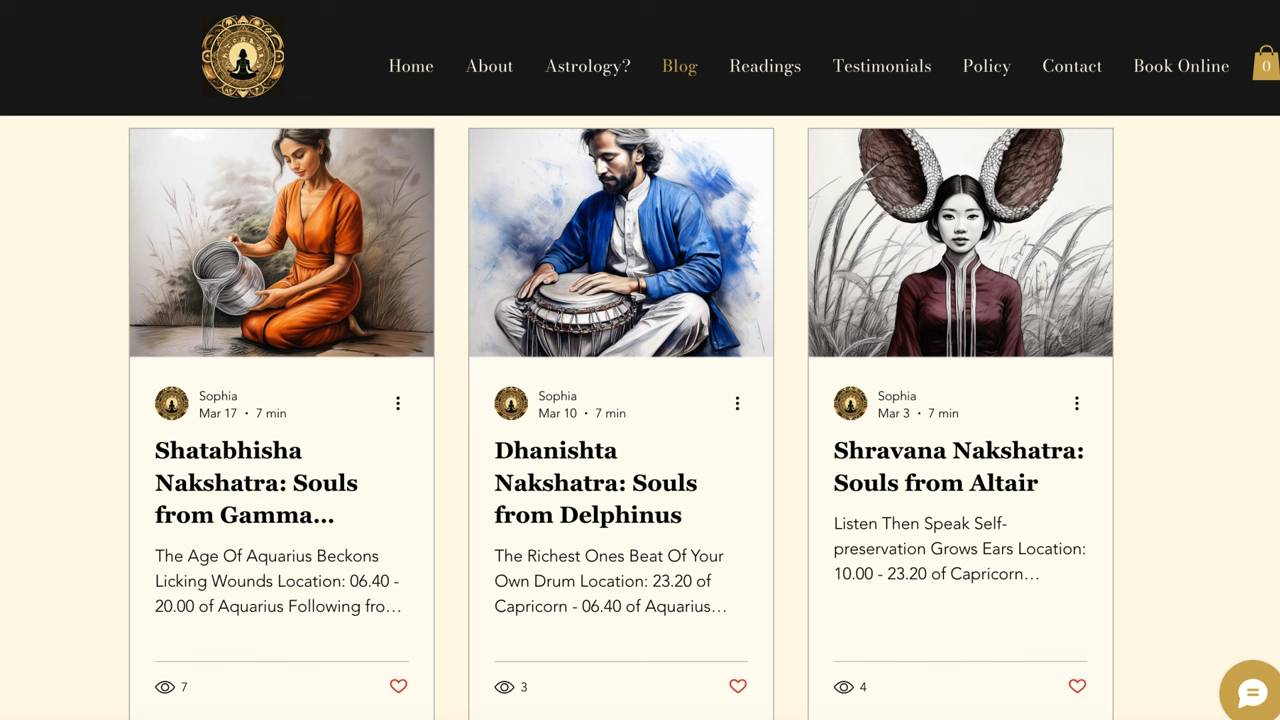 Home About Astrology? Blog Readings Testimonials Policy Contact Book Online 0
Sophia
Mar 17 • 7 min
Shatabhisha
Nakshatra: Souls
from Gamma...
The Age Of Aquarius Beckons
Licking Wounds Location: 06.40 -
20.00 of Aquarius Following fro...
7
Sophia
Mar 10 • 7 min
Dhanishta
Nakshatra: Souls
from Delphinus
The Richest Ones Beat Of Your
Own Drum Location: 23.20 of
Capricorn - 06.40 of Aquarius...
3
Sophia
Mar 3 • 7 min
Shravana Nakshatra:
Souls from Altair
Listen Then Speak Self-
preservation Grows Ears Location:
10.00 - 23.20 of Capricorn...
4